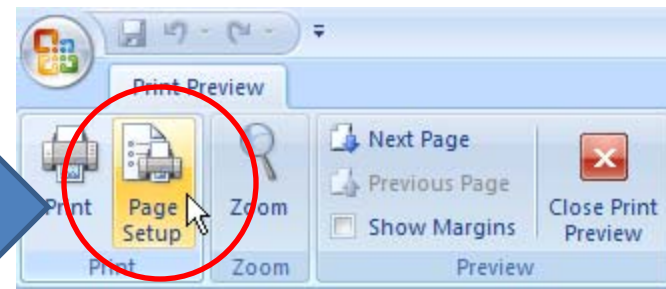 Print Preview
Print
Page Setup
Zoom
Next Page
Previous Page
Show Margins
Close Print Preview
Print
Zoom
Preview